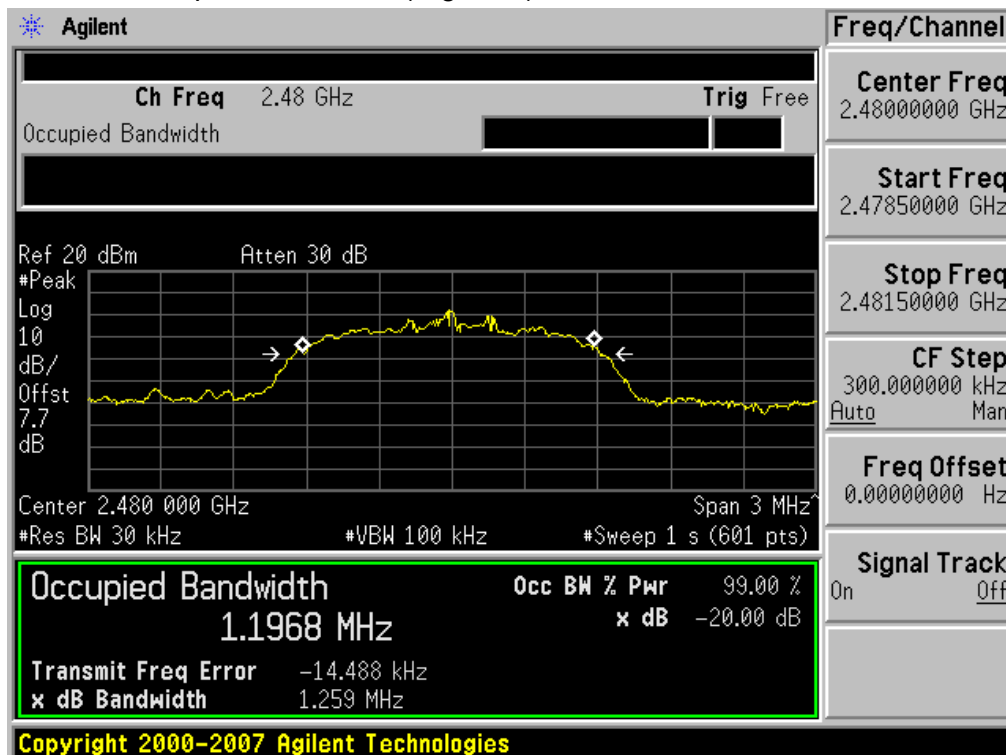 Agilent
Freq/Channel
Ch Freq 2.48 GHz Trig Free
Occupied Bandwidth
Center Freq
2.48000000 GHz
Start Freq
2.47850000 GHz
Stop Freq
2.48150000 GHz
CF Step
300.000000 kHz
Auto Man
Freq Offset
0.00000000 Hz
Signal Track
On Off
Ref 20 dBm Atten 30 dB
#Peak
Log
10
dB/
Offst
7.7
dB
Center 2.480 000 GHz Span 3 MHz^
#Res BW 30 kHz #VBW 100 kHz #Sweep 1 s (601 pts)
Occupied Bandwidth Occ BW % Pwr 99.00 %
1.1968 MHz x dB -20.00 dB
Transmit Freq Error -14.488 kHz
x dB Bandwidth 1.259 MHz
Copyright 2000-2007 Agilent Technologies